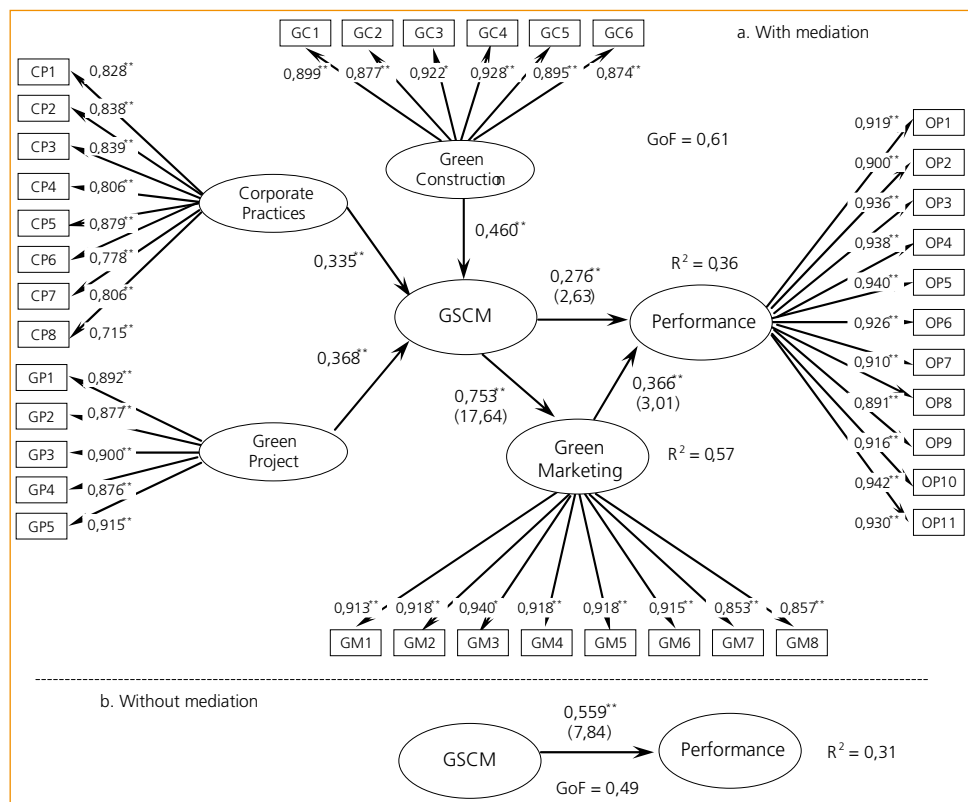 GC1 GC2 GC3 GC4 GC5 GC6
a. With mediation
0,899** 0,877** 0,922* 0,928** 0,895** 0,874**
CP1 0,828**
CP2 0,838**
CP3 0,839**
CP4 0,806**
CP5 0,879**
CP6 0,778**
CP7 0,806**
CP8 0,715**
Corporate
Practices
Green
Construction
GoF = 0,61
0,335**
0,460**
GSCM
0,276**
(2,63)
R² = 0,36
Performance
0,919** OP1
0,900** OP2
0,936** OP3
0,938** OP4
0,940** OP5
0,926** OP6
0,910** OP7
0,891** OP8
0,916** OP9
0,942** OP10
0,930** OP11
GP1 0,892**
GP2 0,877**
GP3 0,900**
GP4 0,876**
GP5 0,915**
Green
Project
0,368**
0,753**
(17,64)
0,366**
(3,01)
Green
Marketing
R² = 0,57
0,913** 0,918** 0,940* 0,918** 0,918** 0,915** 0,853** 0,857**
GM1 GM2 GM3 GM4 GM5 GM6 GM7 GM8
b. Without mediation
0,559**
(7,84)
GSCM
Performance
R² = 0,31
GoF = 0,49